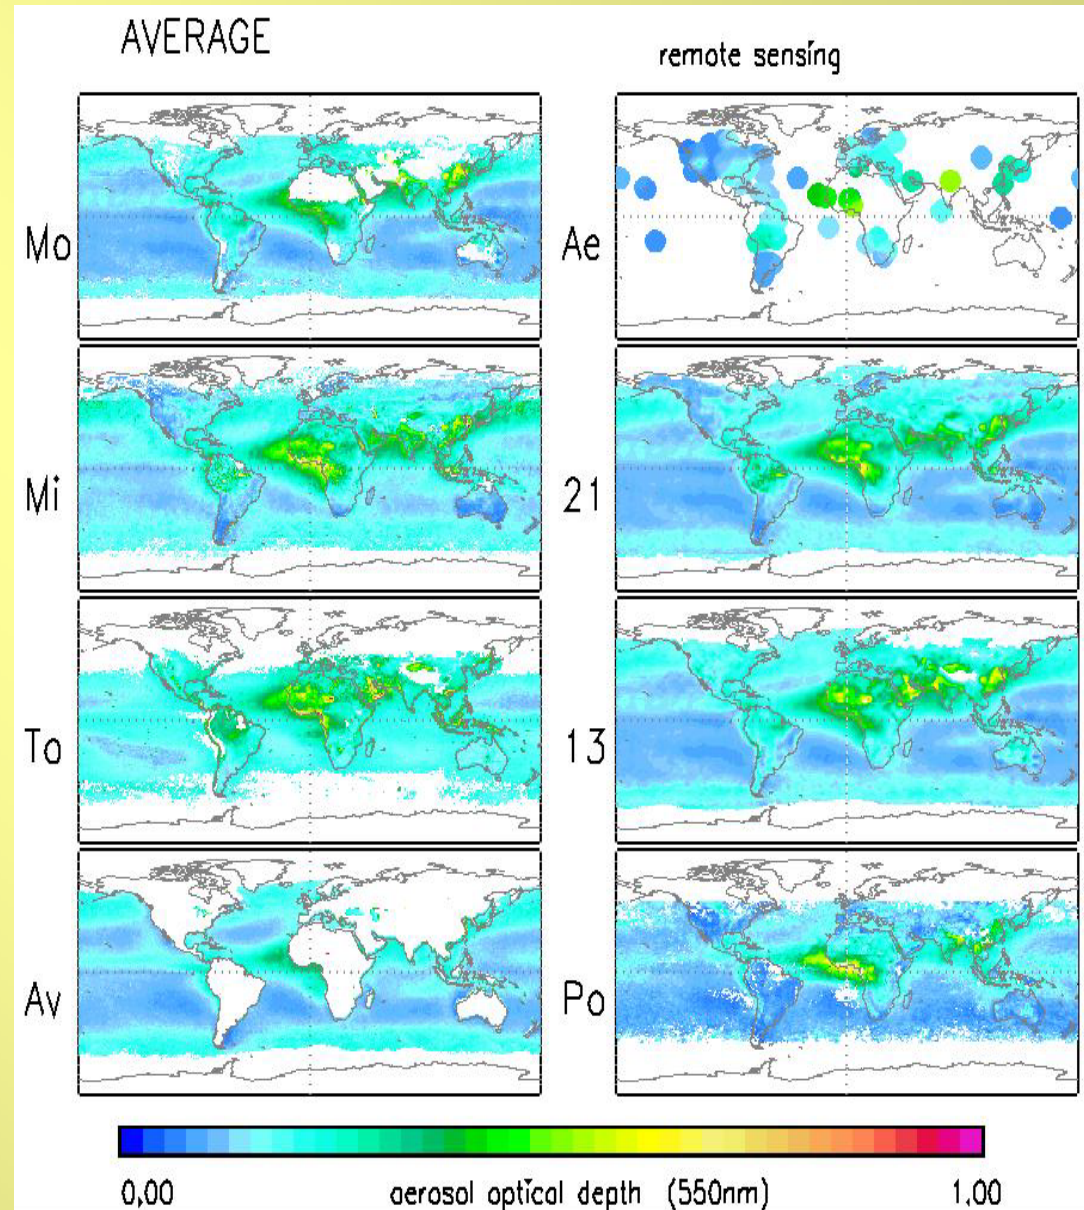 AVERAGE
remote sensing
Mo
Ae
Mi
21
To
13
Av
Po
0,00
aerosol optical depth (550nm)
1.00